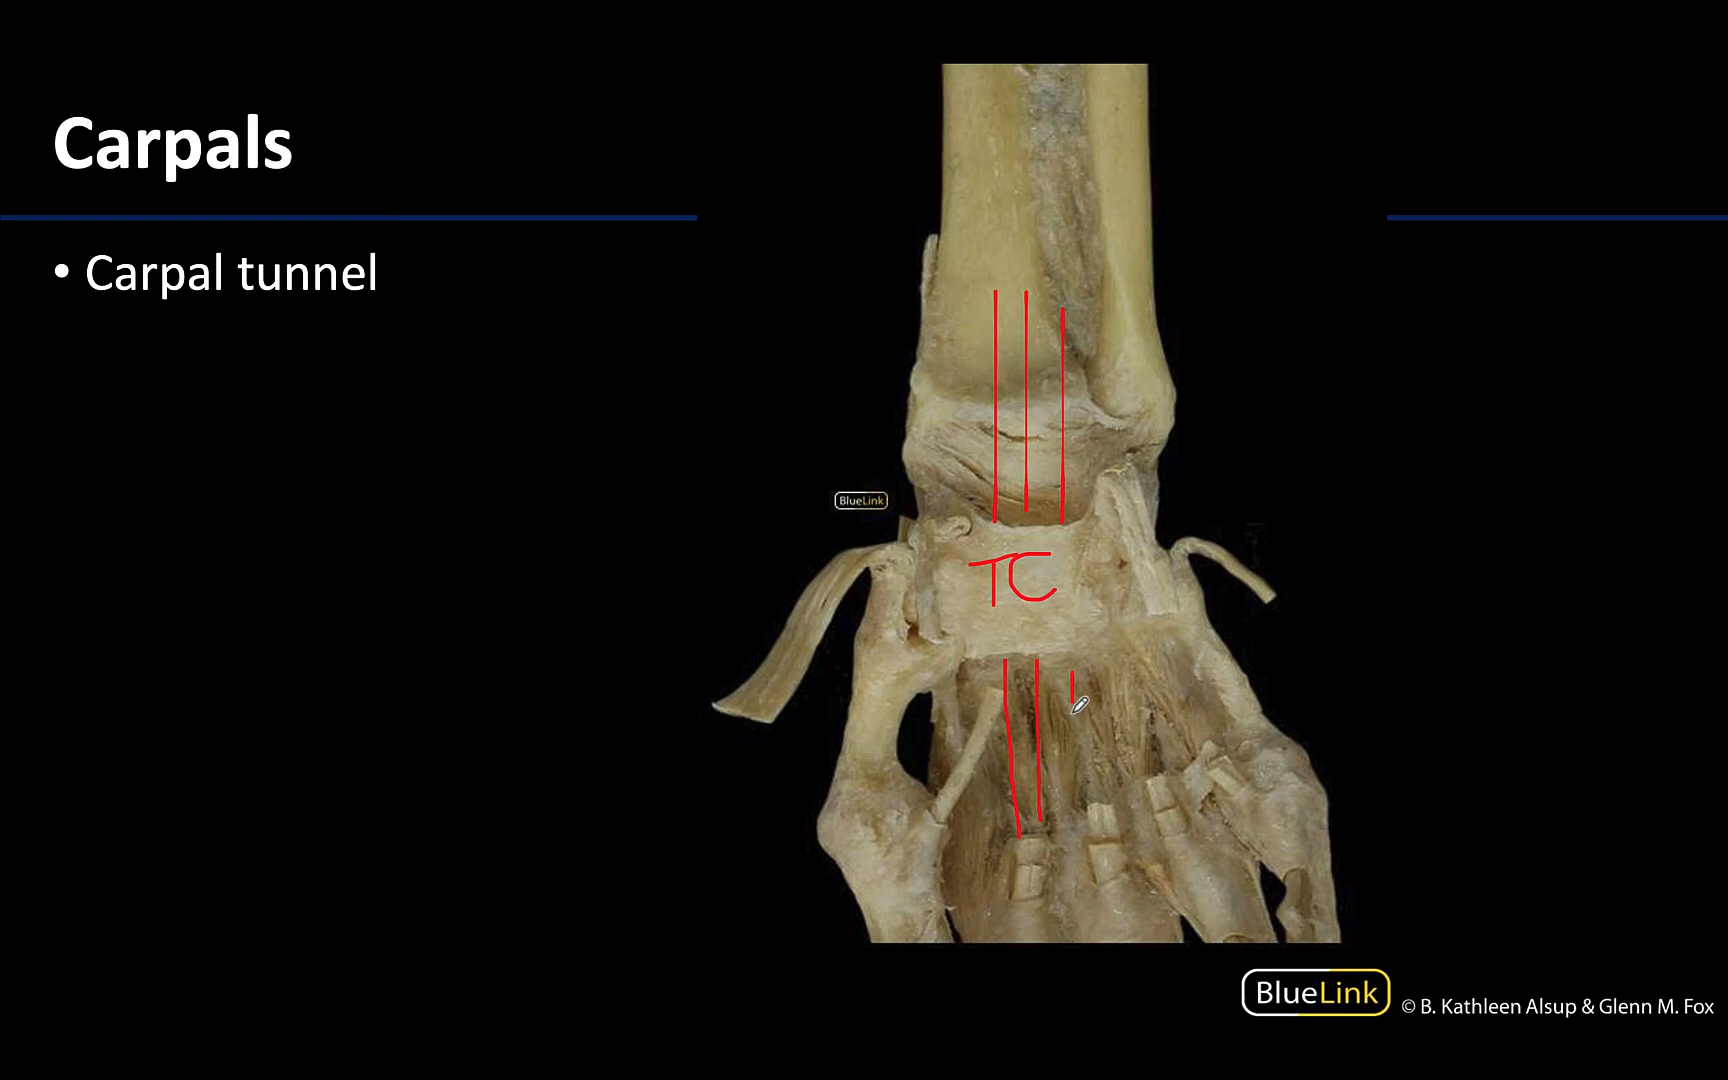 Carpals
• Carpal tunnel
BlueLink
TC
BlueLink
© B. Kathleen Alsup & Glenn M. Fox